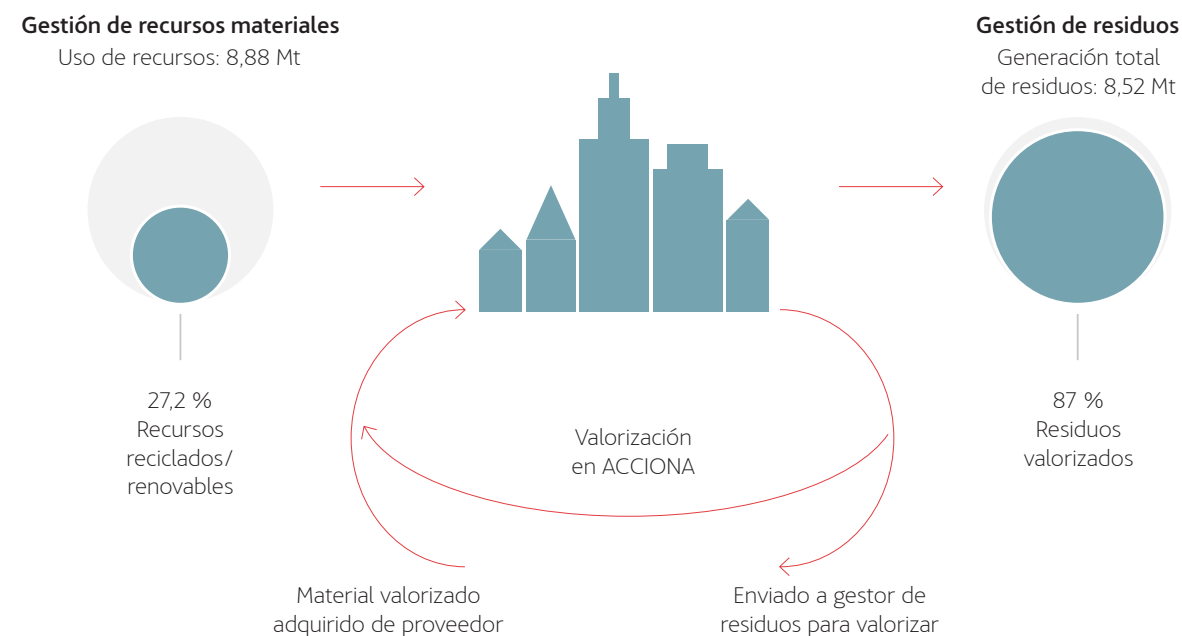 Gestión de recursos materiales
Uso de recursos: 8,88 Mt
Gestión de residuos
Generación total
de residuos: 8,52 Mt
27,2 %
Recursos
reciclados/
renovables
Valorización
en ACCIONA
87 %
Residuos
valorizados
Material valorizado
adquirido de proveedor
Enviado a gestor de
residuos para valorizar